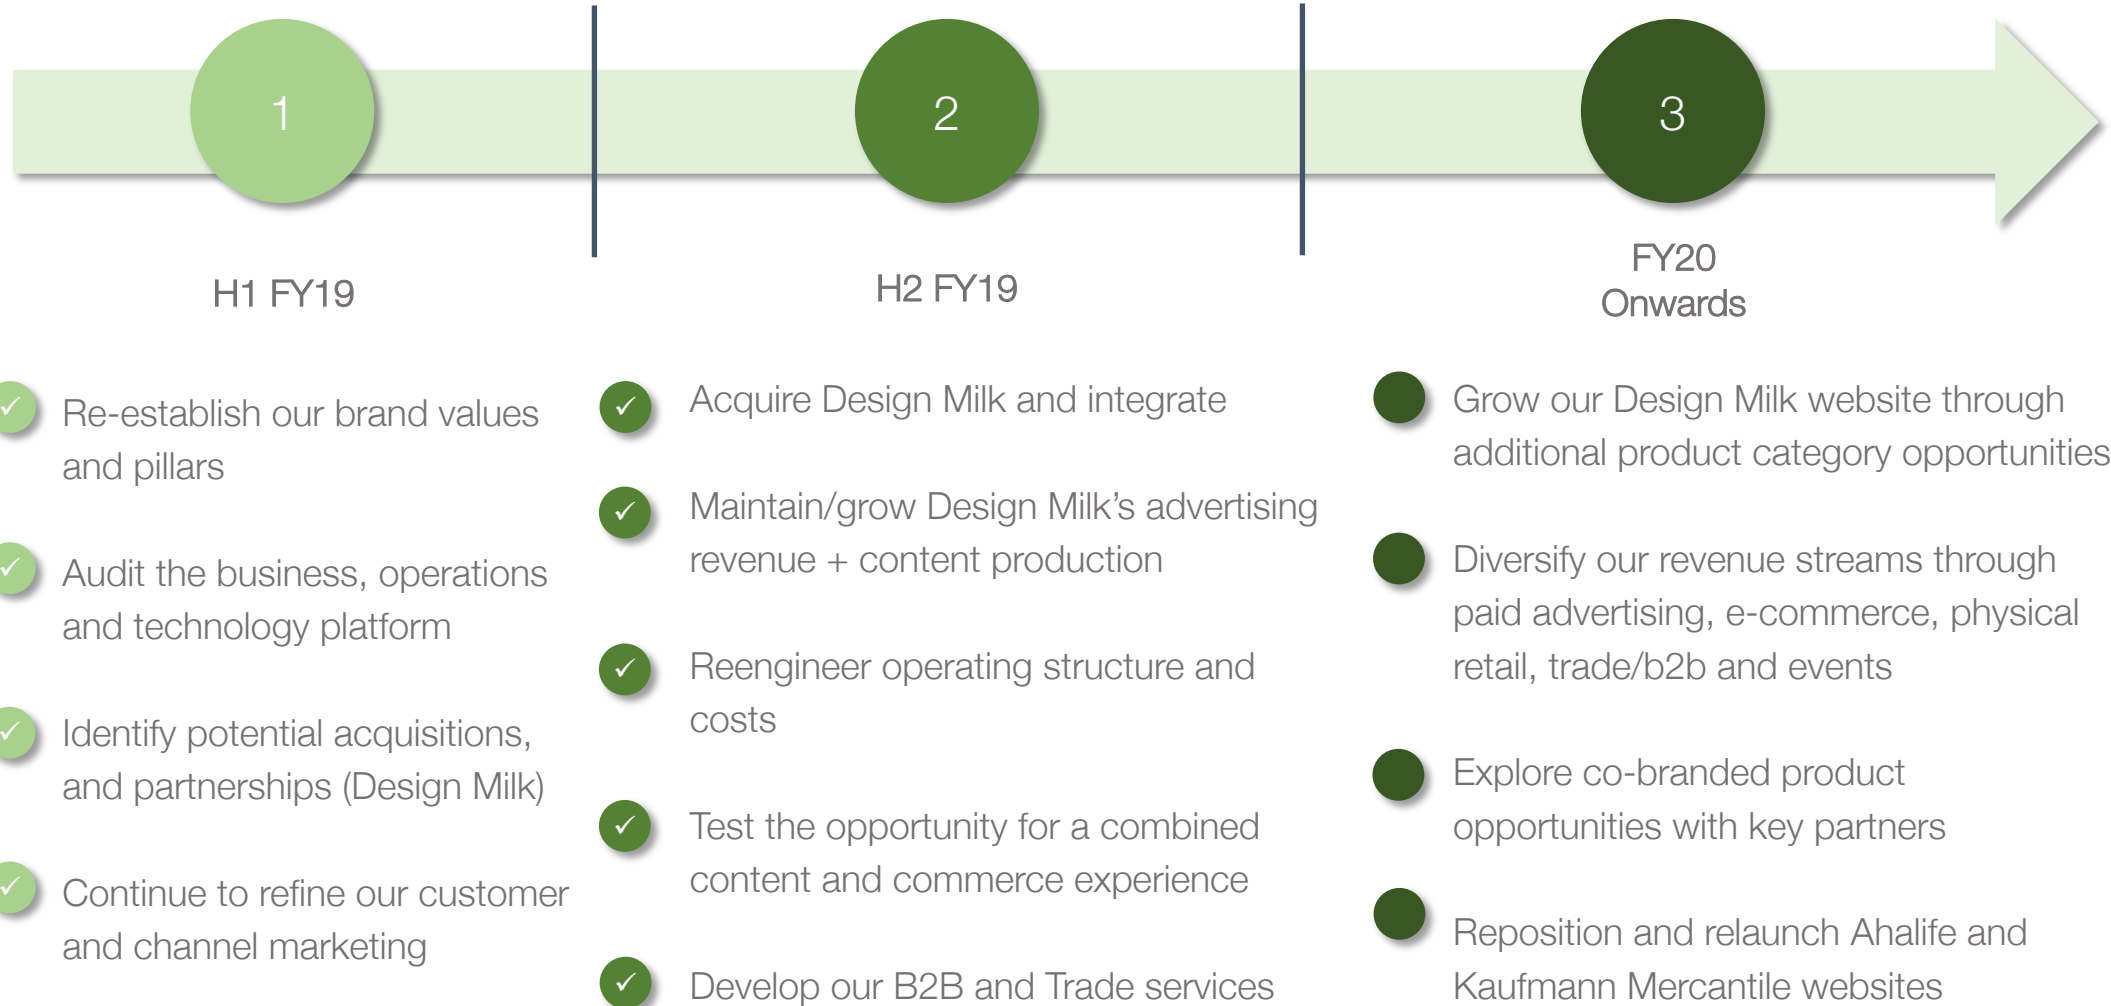 1
2
3
H1 FY19
H2 FY19
FY20
Onwards
Re-establish our brand values
and pillars
Audit the business, operations
and technology platform
Identify potential acquisitions,
and partnerships (Design Milk)
Continue to refine our customer
and channel marketing
Acquire Design Milk and integrate
Maintain/grow Design Milk’s advertising
revenue + content production
Reengineer operating structure and
costs
Test the opportunity for a combined
content and commerce experience
Develop our B2B and Trade services
Grow our Design Milk website through
additional product category opportunities
Diversify our revenue streams through
paid advertising, e-commerce, physical
retail, trade/b2b and events
Explore co-branded product
opportunities with key partners
Reposition and relaunch Ahalife and
Kaufmann Mercantile websites